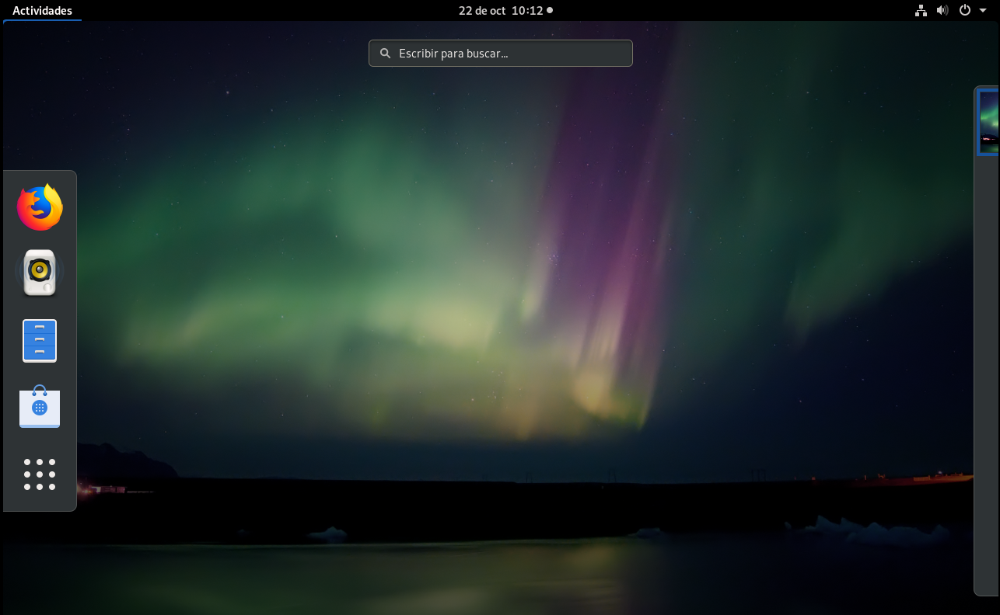 Actividades
22 de oct 10:12
Escribir para buscar...